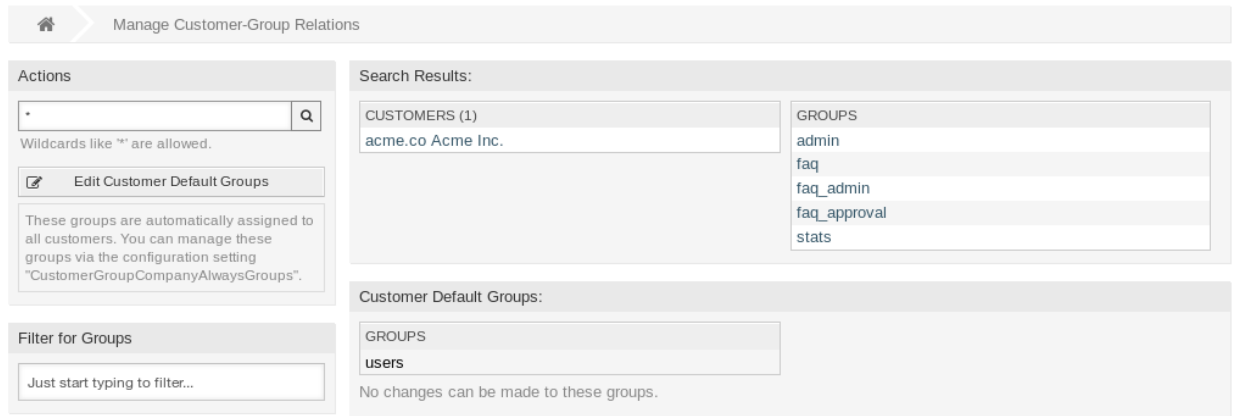 Manage Customer-Group Relations
Actions
*
Wildcards like '*' are allowed.
Edit Customer Default Groups
These groups are automatically assigned to
all customers. You can manage these
groups via the configuration setting
"CustomerGroupCompanyAlwaysGroups".
Filter for Groups
Just start typing to filter...
Search Results:
CUSTOMERS (1)
acme.co Acme Inc.
GROUPS
admin
faq
faq_admin
faq_approval
stats
Customer Default Groups:
GROUPS
users
No changes can be made to these groups.